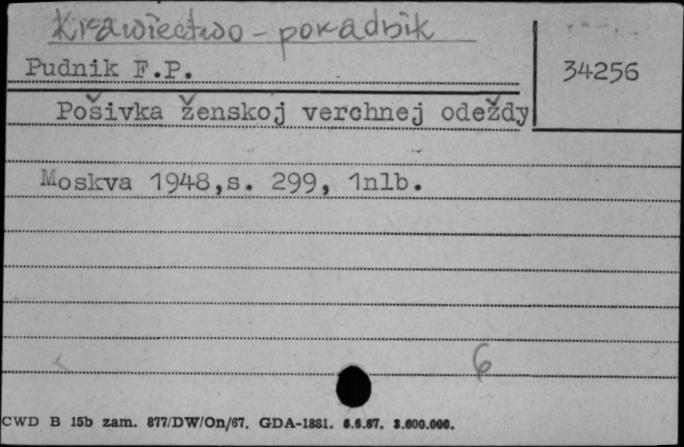 Krawiectwo - poradnik
Pudnik F.P.
34256
Pošivka ženskoj verchnej odeždy
Moskva 1948,s. 299, 1nlb.
6
CWD B 15b zam. 877/DW/On/67. GDA-1881. 6.6.67. 3.600.000.